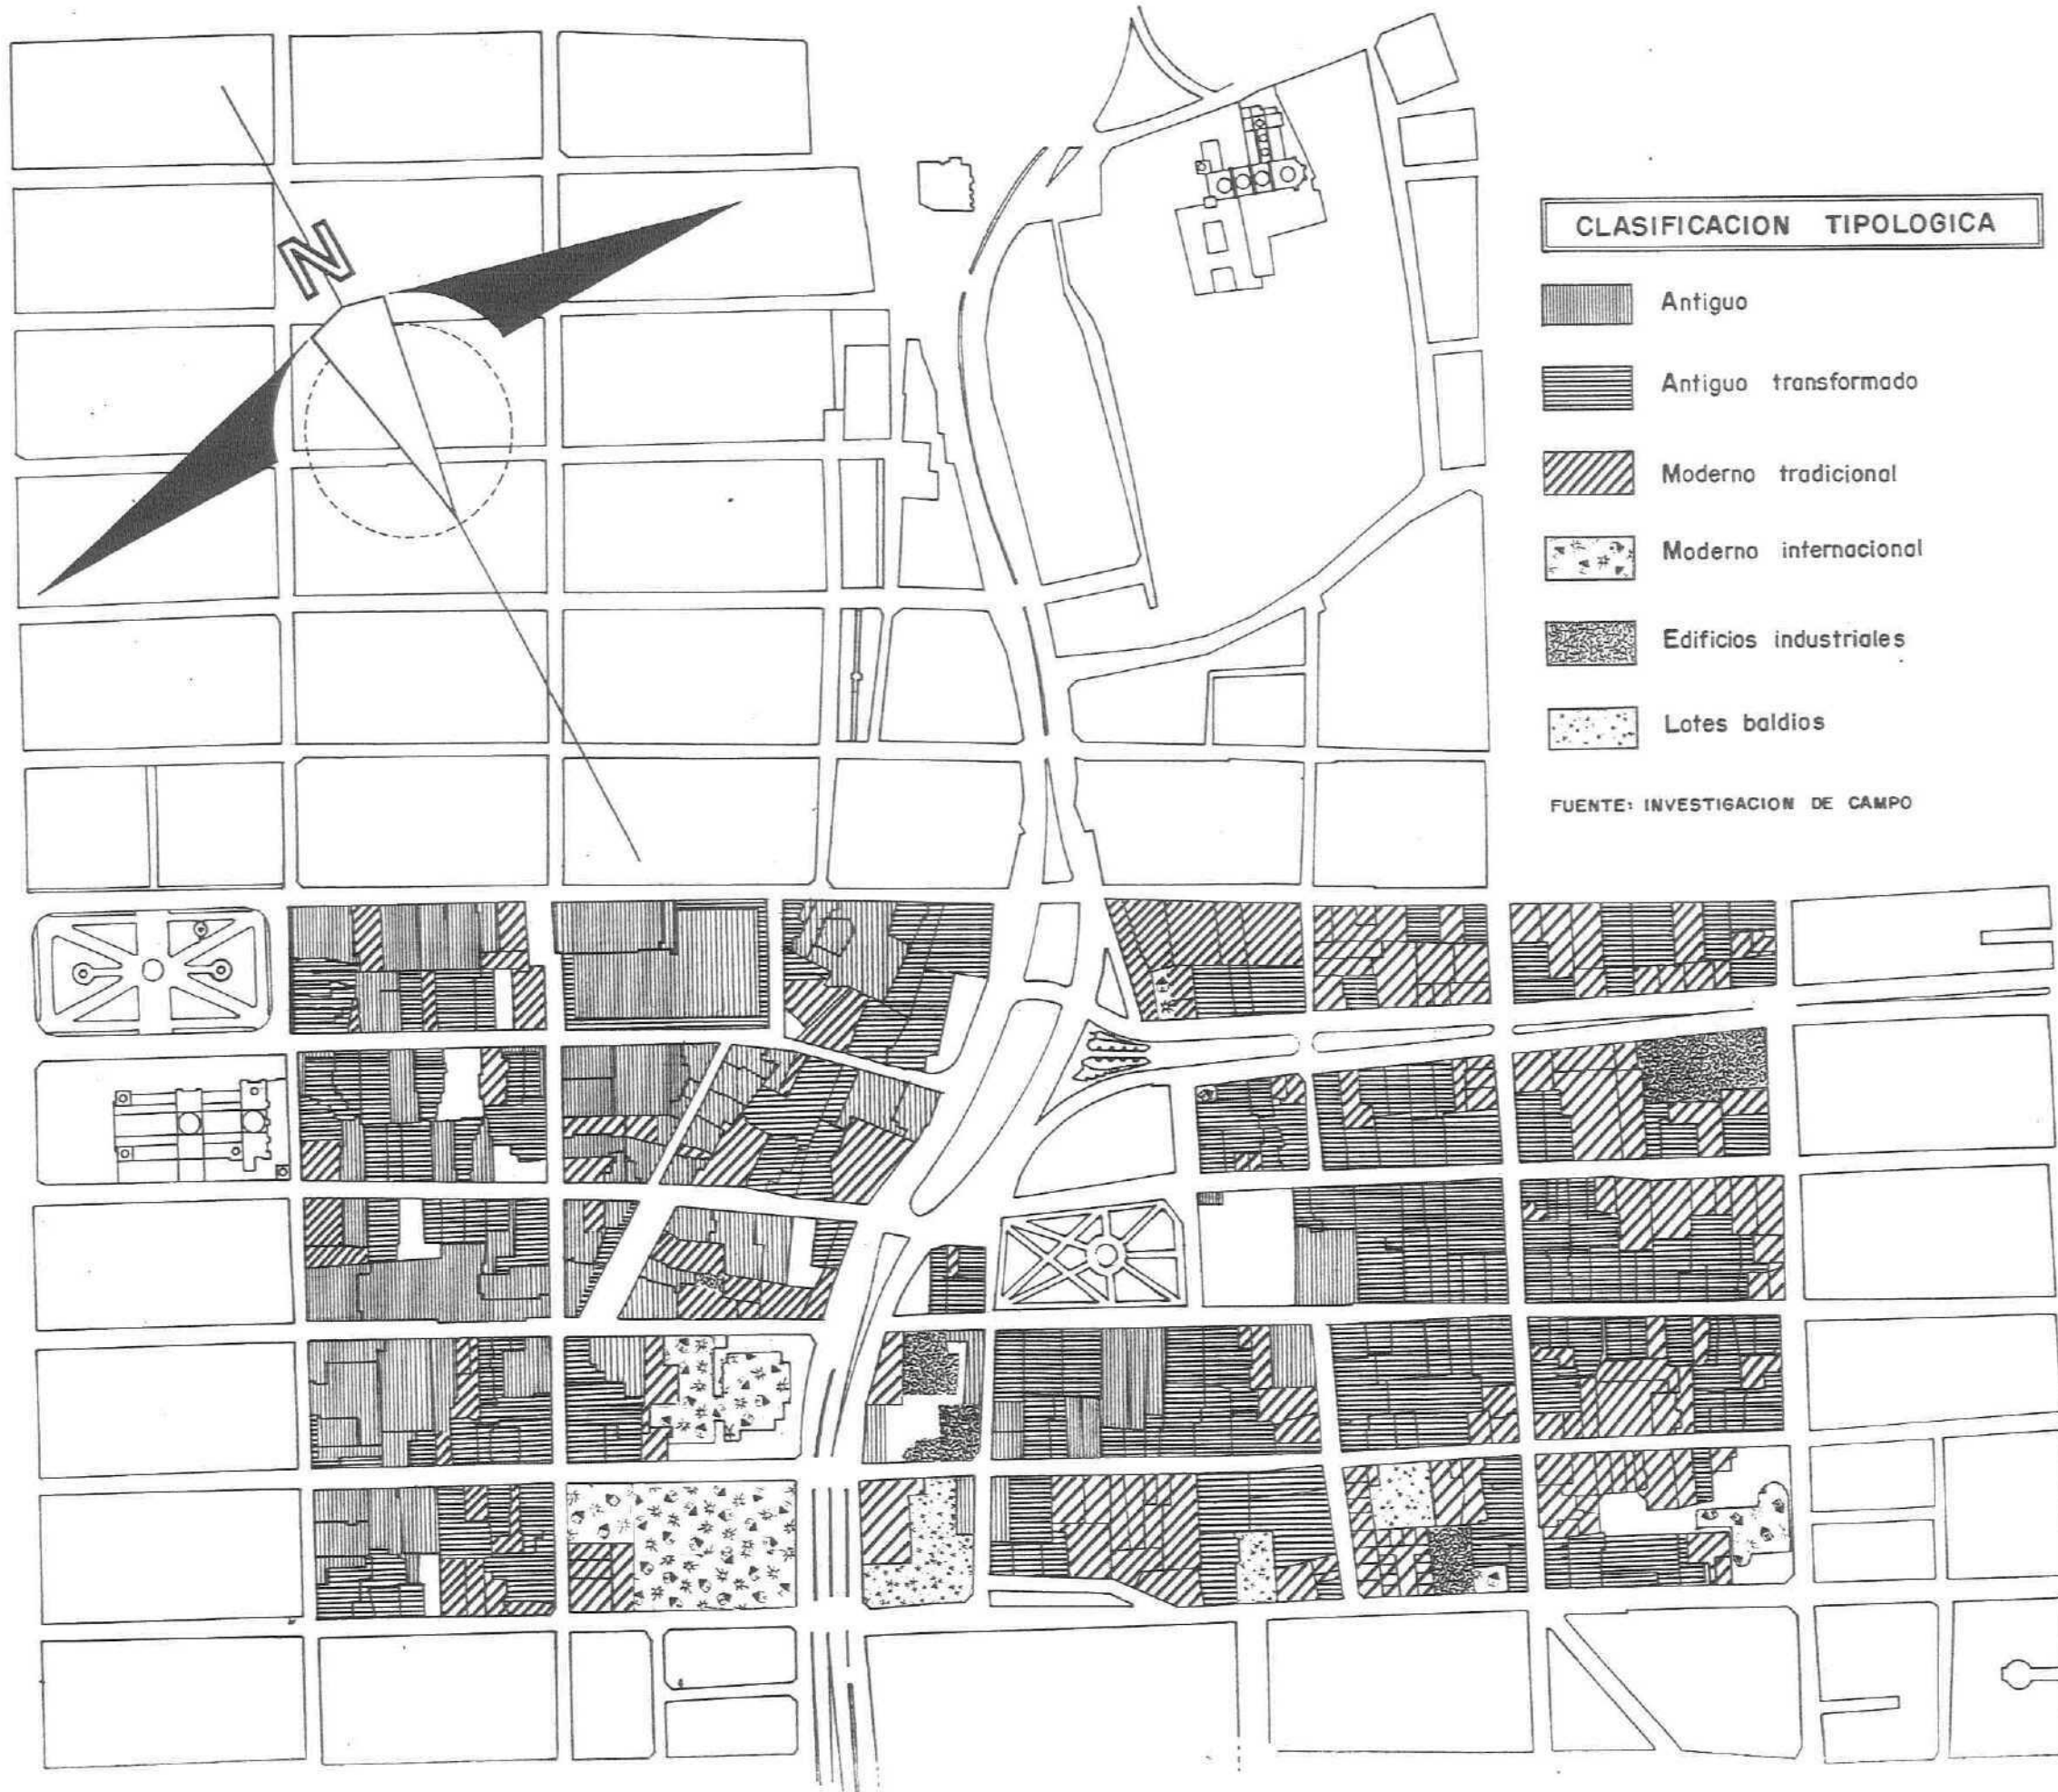 N
CLASIFICACION TIPOLOGICA
Antiguo
Antiguo transformado
Moderno tradicional
Moderno internacional
Edificios industriales
Lotes baldios
FUENTE: INVESTIGACION DE CAMPO